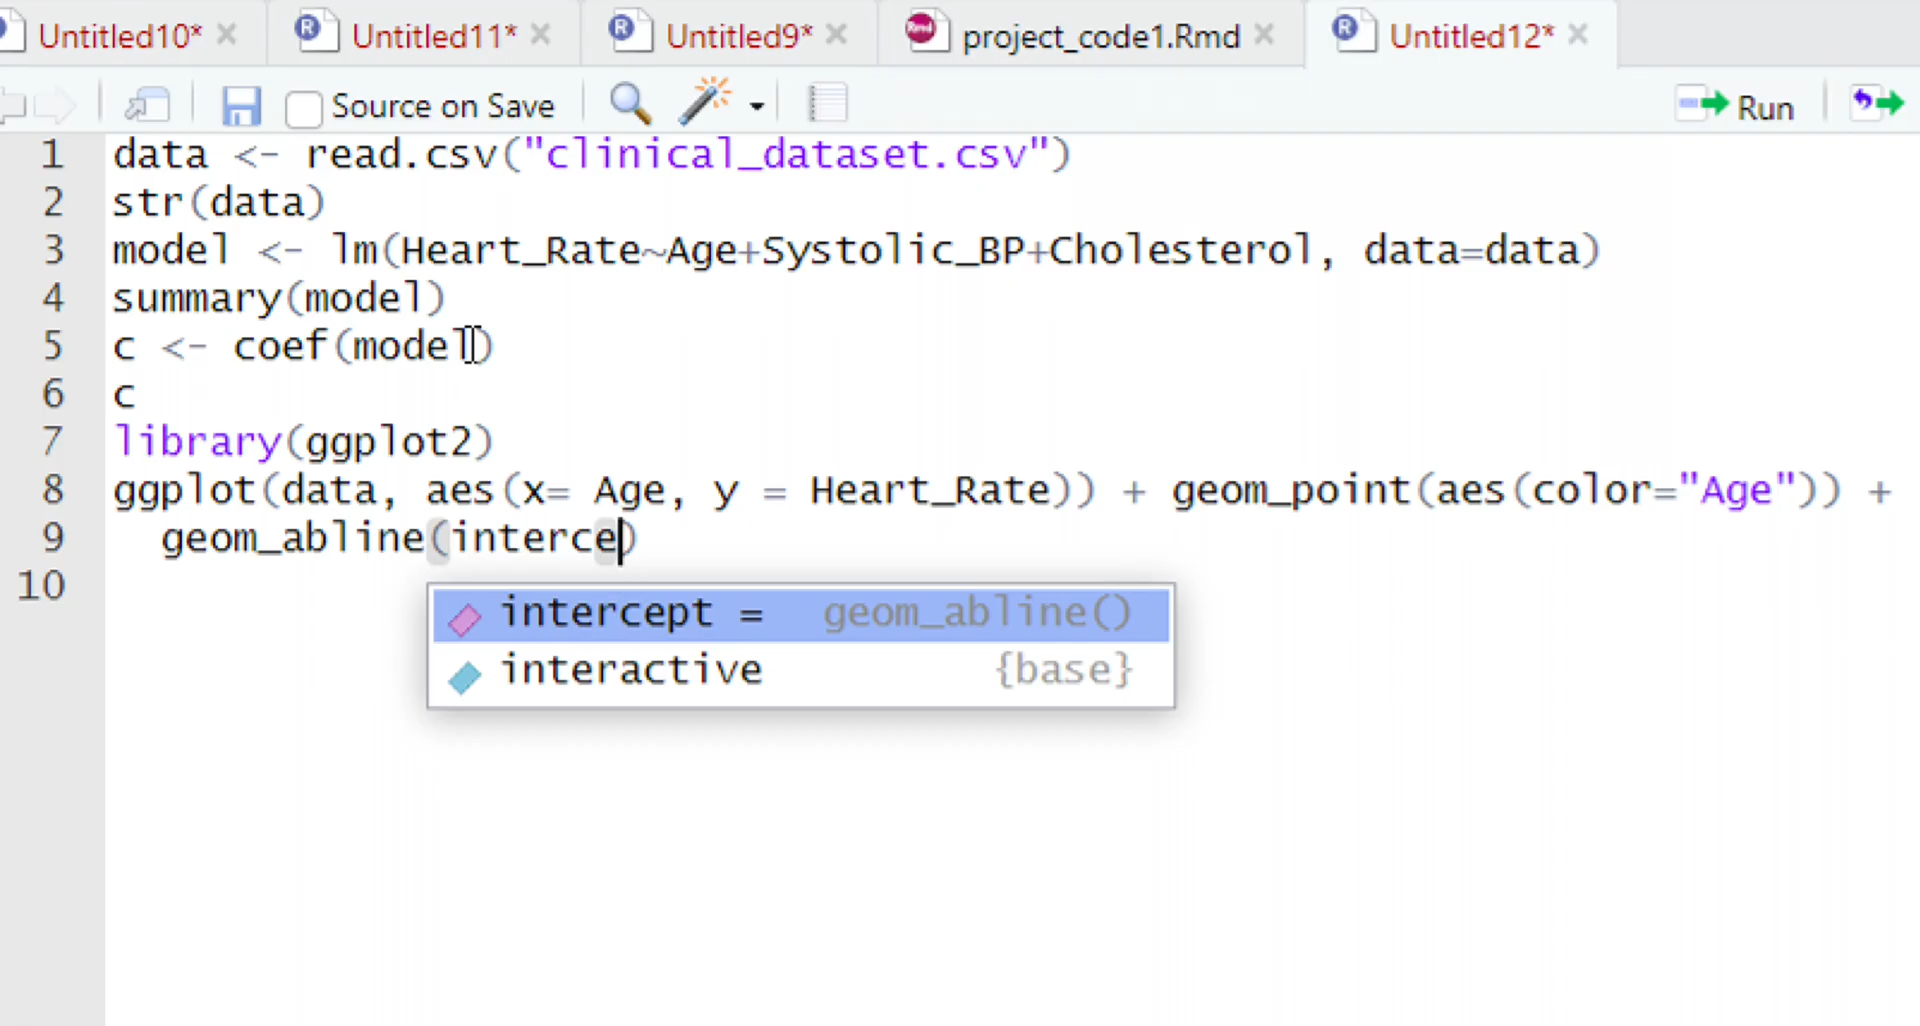 Untitled10* Untitled11* Untitled9* project_code1.Rmd Untitled12*
Source on Save Run
1 data <- read.csv("clinical_dataset.csv")
2 str(data)
3 model <- lm(Heart_Rate~Age+Systolic_BP+Cholesterol, data=data)
4 summary(model)
5 c <- coef(model)
6 c
7 library(ggplot2)
8 ggplot(data, aes(x= Age, y = Heart_Rate)) + geom_point(aes(color="Age")) +
9 geom_abline(interce)
10
intercept = geom_abline()
interactive {base}